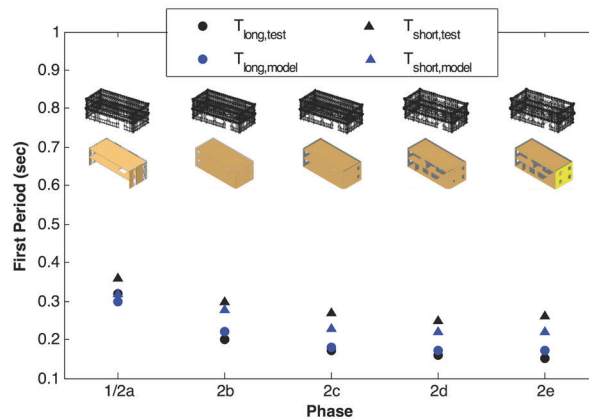 T_long,test T_short,test
T_long,model T_short,model
1
0.9
0.8
0.7
0.6
0.5
0.4
0.3
0.2
0.1
First Period (sec)
1/2a 2b 2c 2d 2e
Phase